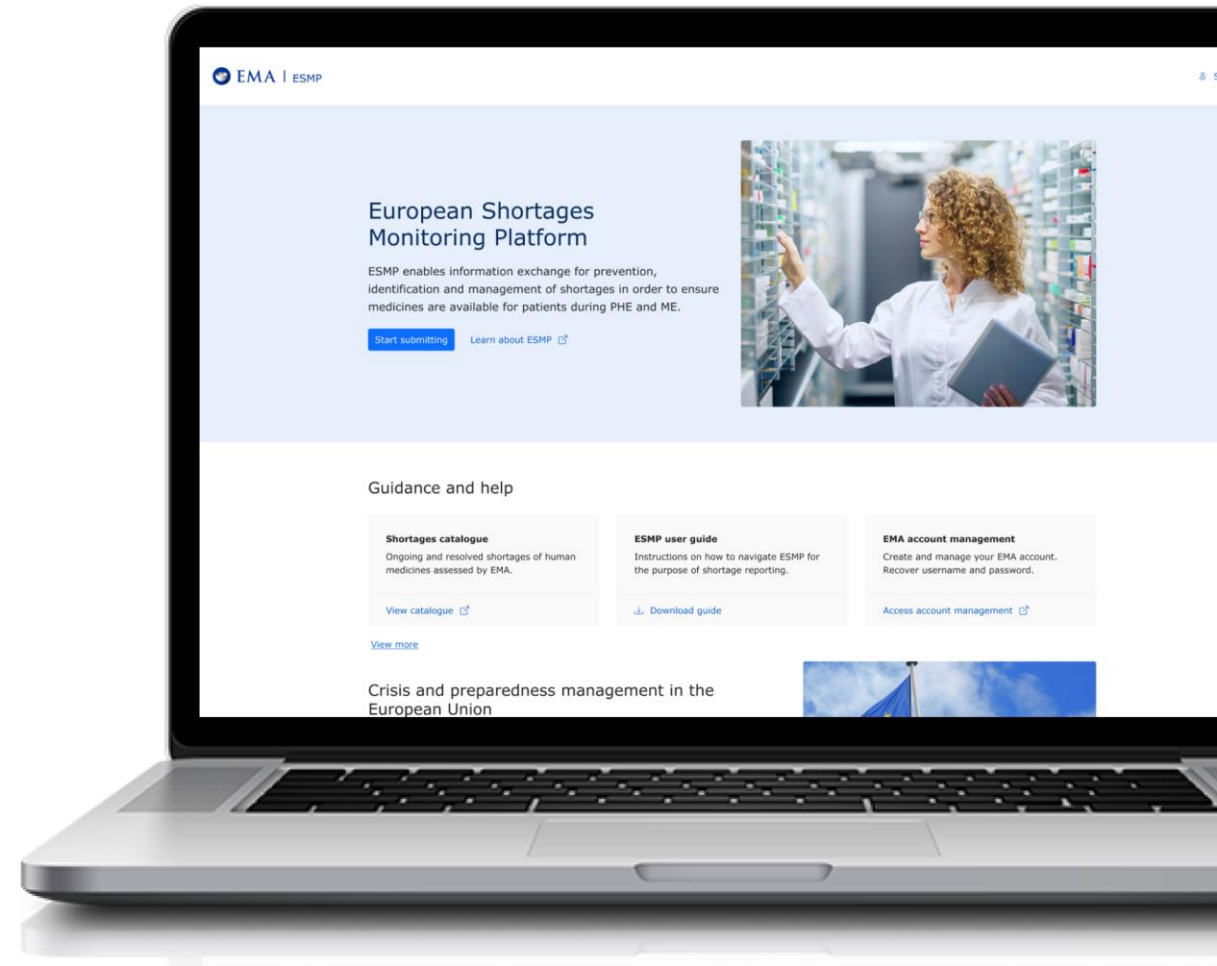 EMA | ESMP
European Shortages
Monitoring Platform
ESMP enables information exchange for prevention,
identification and management of shortages in order to ensure
medicines are available for patients during PHE and ME.
Start submitting
Learn about ESMP
Guidance and help
Shortages catalogue
Ongoing and resolved shortages of human
medicines assessed by EMA.
View catalogue
ESMP user guide
Instructions on how to navigate ESMP for
the purpose of shortage reporting.
Download guide
EMA account management
Create and manage your EMA account.
Recover username and password.
Access account management
View more
Crisis and preparedness management in the
European Union